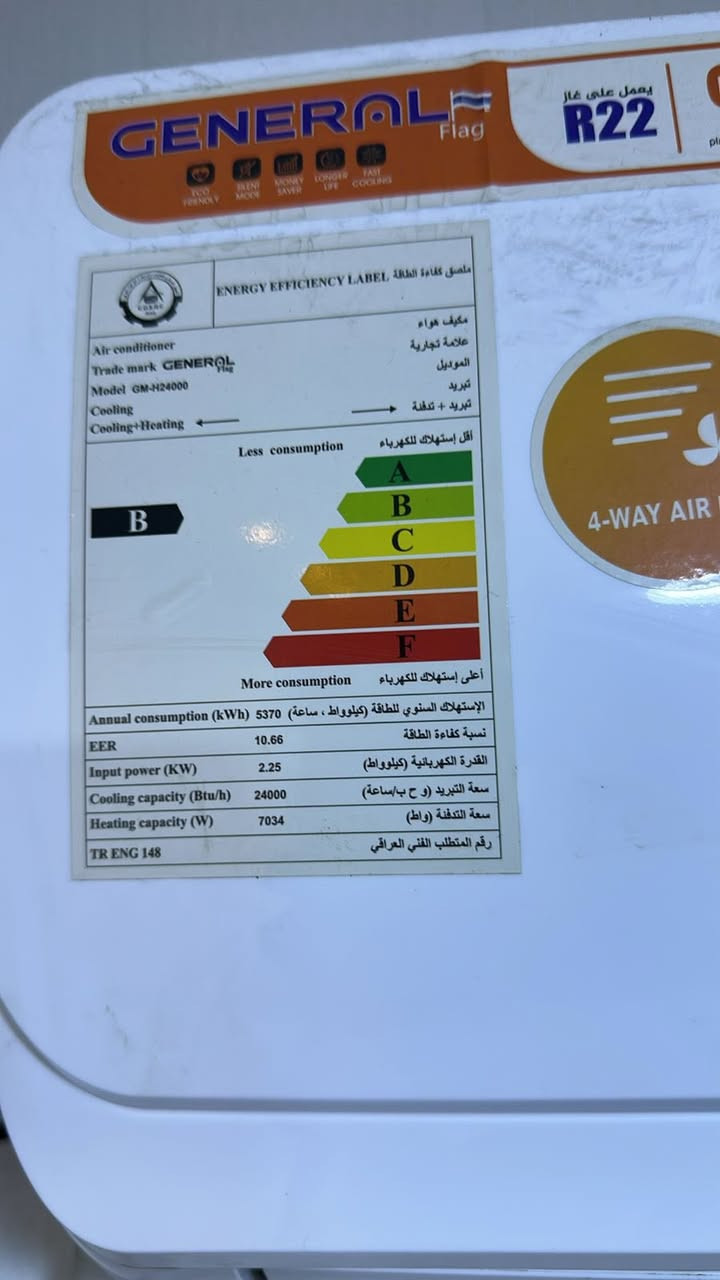 GENERAL
Flag
ECO FRIENDLY
SILENT MODE
MONEY SAVER
LONGER LIFE
FAST COOLING
يعمل على غاز
R22
ENERGY EFFICIENCY LABEL ملصق كفاءة الطاقة
Air conditioner مكيف هواء
Trade mark GENERAL Flag علامة تجارية
Model GM-H24000 الموديل
Cooling تبريد
Cooling+Heating تبريد + تدفئة
Less consumption أقل إستهلاك للكهرباء
A
B
B
C
D
E
F
More consumption أعلى إستهلاك للكهرباء
Annual consumption (kWh) 5370 الإستهلاك السنوي للطاقة (كيلوواط ، ساعة)
EER 10.66 نسبة كفاءة الطاقة
Input power (KW) 2.25 القدرة الكهربائية (كيلوواط)
Cooling capacity (Btu/h) 24000 سعة التبريد (و ح ب/ساعة)
Heating capacity (W) 7034 سعة التدفئة (واط)
TR ENG 148 رقم المتطلب الفني العراقي
4-WAY AIR